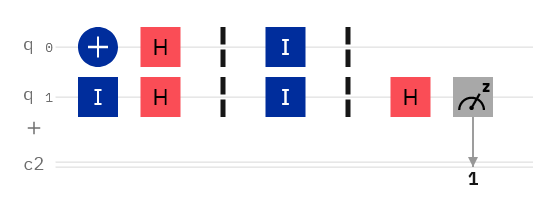 q 0 + H I
q 1 I H I H z
+
c2
1